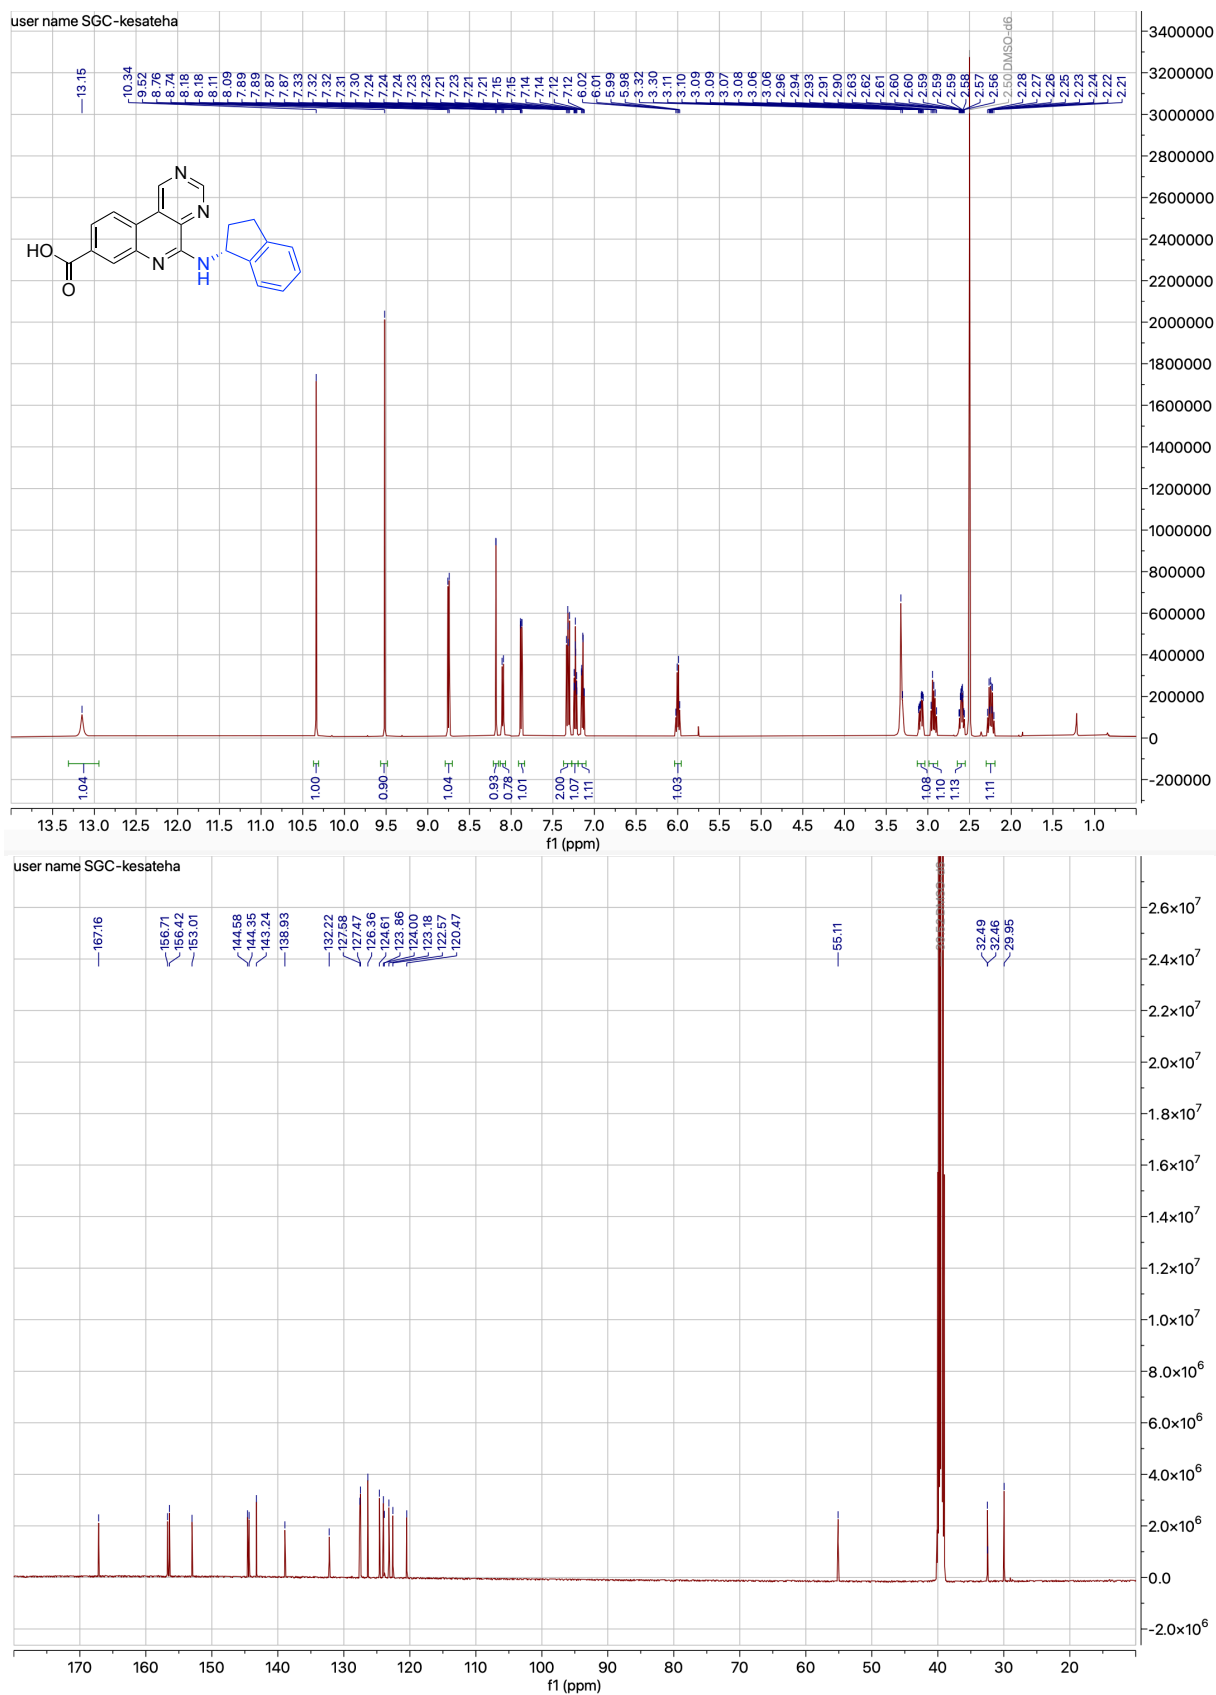 user name SGC-kesateha
13.15 10.34 9.52 8.76 8.74 8.18 8.18 8.11 8.09 7.89 7.89 7.87 7.87 7.33 7.32 7.32 7.31 7.30 7.24 7.24 7.24 7.23 7.23 7.21 7.23 7.21 7.21 7.15 7.15 7.14 7.14 7.12 7.12 6.02 6.01 5.99 5.98 3.32 3.30 3.11 3.10 3.09 3.09 3.07 3.08 3.06 3.06 2.96 2.94 2.93 2.91 2.90 2.63 2.62 2.61 2.60 2.60 2.59 2.59 2.59 2.58 2.57 2.56 2.50 DMSO-d6 2.28 2.27 2.26 2.25 2.23 2.24 2.22 2.21
N
N
HO
O
N
N
H
3400000
3200000
3000000
2800000
2600000
2400000
2200000
2000000
1800000
1600000
1400000
1200000
1000000
800000
600000
400000
200000
0
-200000
1.04 1.00 0.90 1.04 0.93 0.78 1.01 2.00 1.07 1.11 1.03 1.08 1.10 1.13 1.11
13.5 13.0 12.5 12.0 11.5 11.0 10.5 10.0 9.5 9.0 8.5 8.0 7.5 7.0 6.5 6.0 5.5 5.0 4.5 4.0 3.5 3.0 2.5 2.0 1.5 1.0
f1 (ppm)
user name SGC-kesateha
167.16 156.71 156.42 153.01 144.58 144.35 143.24 138.93 132.22 127.58 127.47 126.36 124.61 123.86 124.00 123.18 122.57 120.47 55.11 32.49 32.46 29.95
2.6×10⁷
2.4×10⁷
2.2×10⁷
2.0×10⁷
1.8×10⁷
1.6×10⁷
1.4×10⁷
1.2×10⁷
1.0×10⁷
8.0×10⁶
6.0×10⁶
4.0×10⁶
2.0×10⁶
0.0
-2.0×10⁶
170 160 150 140 130 120 110 100 90 80 70 60 50 40 30 20
f1 (ppm)